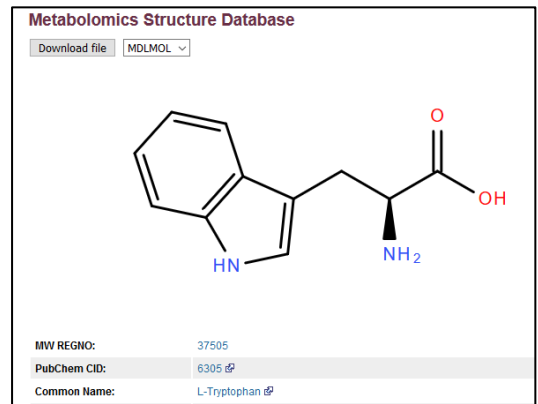 Metabolomics Structure Database
Download file MDLMOL
O
OH
NH2
HN
MW REGNO: 37505
PubChem CID: 6305
Common Name: L-Tryptophan